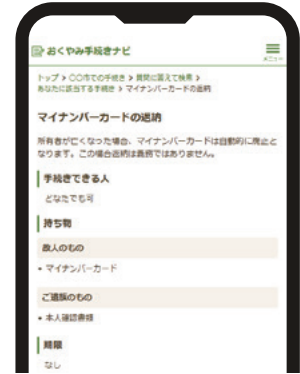 おくやみ手続きナビ
メニュー
トップ > 〇〇市での手続き > 質問に答えて検索 >
あなたに該当する手続き > マイナンバーカードの返納
マイナンバーカードの返納
所有者が亡くなった場合、マイナンバーカードは自動的に廃止と
なります。この場合返納は義務ではありません。
手続きできる人
どなたでも可
持ち物
故人のもの
• マイナンバーカード
ご遺族のもの
• 本人確認書類
期限
なし